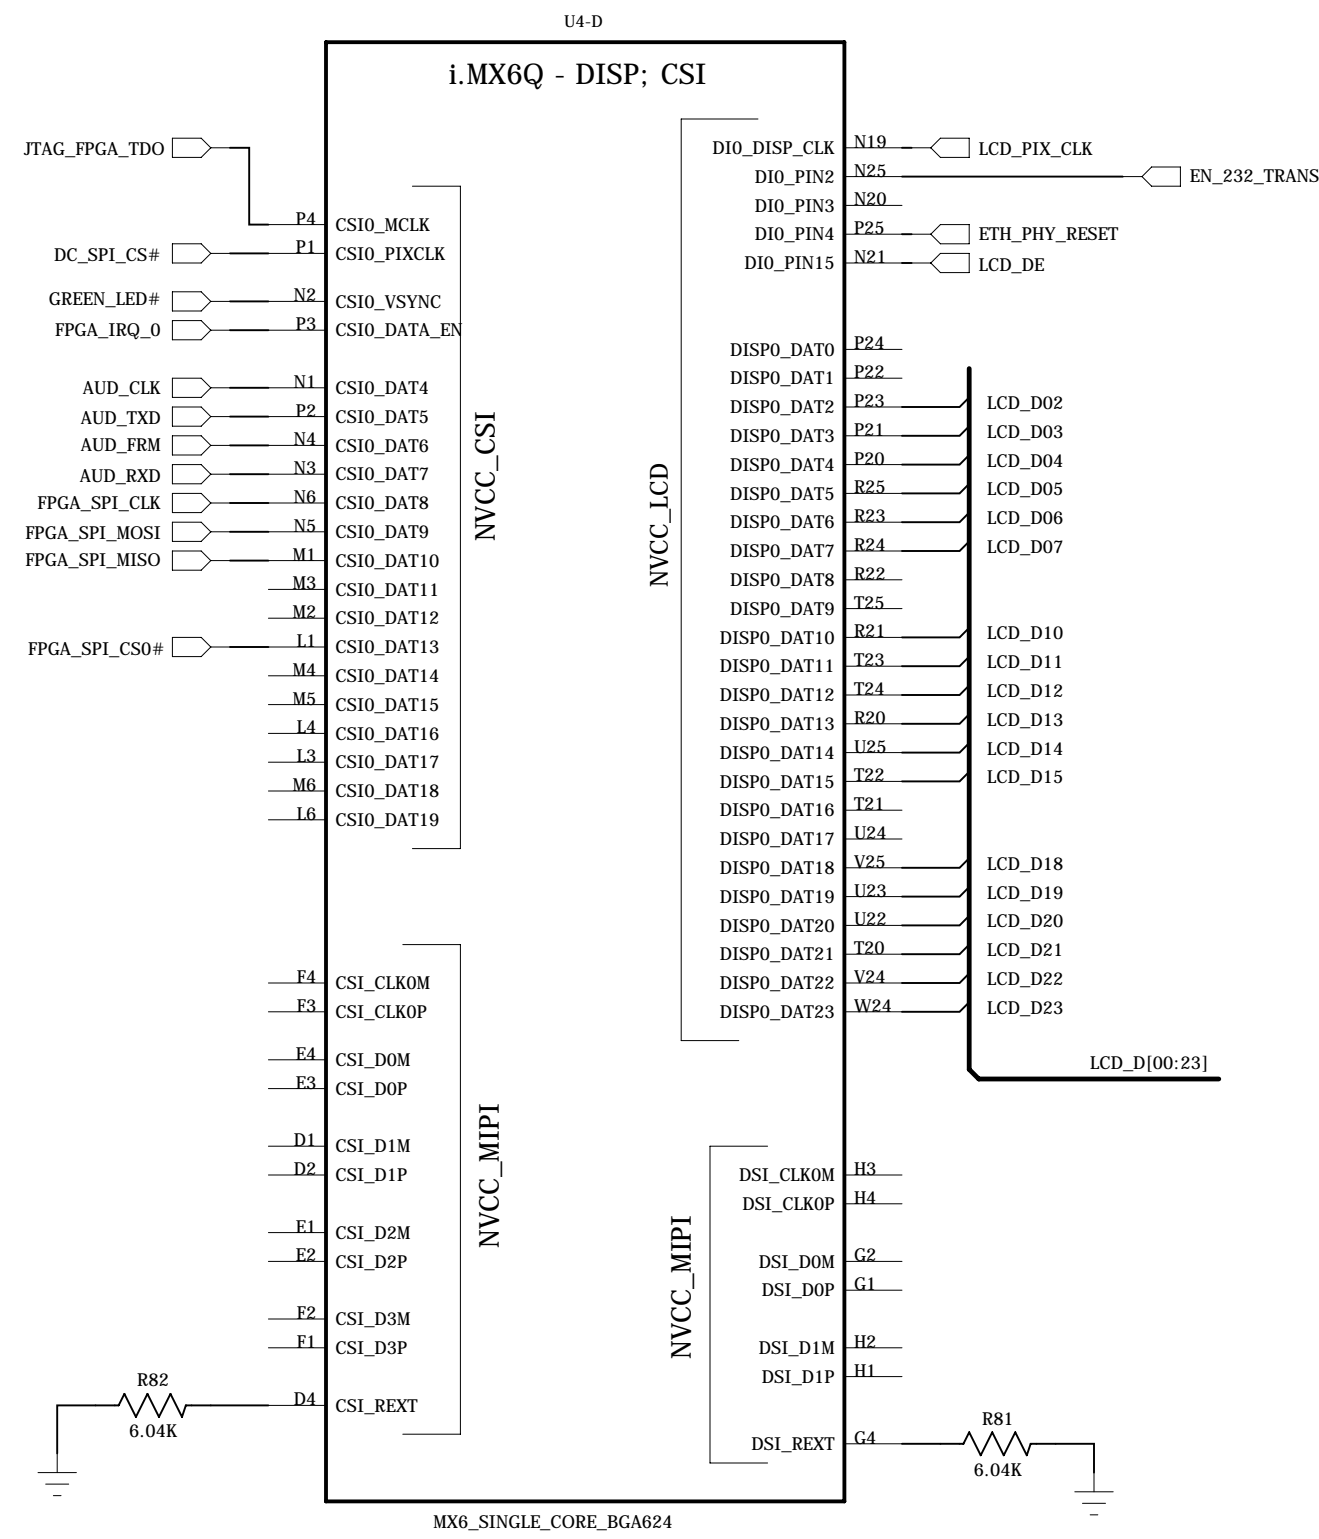 U4-D
i.MX6Q - DISP; CSI
JTAG_FPGA_TDO
P4 CSI0_MCLK
DC_SPI_CS# P1 CSI0_PIXCLK
GREEN_LED# N2 CSI0_VSYNC
FPGA_IRQ_0 P3 CSI0_DATA_EN
AUD_CLK N1 CSI0_DAT4
AUD_TXD P2 CSI0_DAT5
AUD_FRM N4 CSI0_DAT6
AUD_RXD N3 CSI0_DAT7
FPGA_SPI_CLK N6 CSI0_DAT8
FPGA_SPI_MOSI N5 CSI0_DAT9
FPGA_SPI_MISO M1 CSI0_DAT10
M3 CSI0_DAT11
M2 CSI0_DAT12
FPGA_SPI_CS0# L1 CSI0_DAT13
M4 CSI0_DAT14
M5 CSI0_DAT15
L4 CSI0_DAT16
L3 CSI0_DAT17
M6 CSI0_DAT18
L6 CSI0_DAT19
NVCC_CSI
F4 CSI_CLK0M
F3 CSI_CLK0P
E4 CSI_D0M
E3 CSI_D0P
D1 CSI_D1M
D2 CSI_D1P
E1 CSI_D2M
E2 CSI_D2P
F2 CSI_D3M
F1 CSI_D3P
R82
6.04K
D4 CSI_REXT
NVCC_MIPI
DI0_DISP_CLK N19 LCD_PIX_CLK
DI0_PIN2 N25 EN_232_TRANS
DI0_PIN3 N20
DI0_PIN4 P25 ETH_PHY_RESET
DI0_PIN15 N21 LCD_DE
DISP0_DAT0 P24
DISP0_DAT1 P22
DISP0_DAT2 P23 LCD_D02
DISP0_DAT3 P21 LCD_D03
DISP0_DAT4 P20 LCD_D04
DISP0_DAT5 R25 LCD_D05
DISP0_DAT6 R23 LCD_D06
DISP0_DAT7 R24 LCD_D07
DISP0_DAT8 R22
DISP0_DAT9 T25
DISP0_DAT10 R21 LCD_D10
DISP0_DAT11 T23 LCD_D11
DISP0_DAT12 T24 LCD_D12
DISP0_DAT13 R20 LCD_D13
DISP0_DAT14 U25 LCD_D14
DISP0_DAT15 T22 LCD_D15
DISP0_DAT16 T21
DISP0_DAT17 U24
DISP0_DAT18 V25 LCD_D18
DISP0_DAT19 U23 LCD_D19
DISP0_DAT20 U22 LCD_D20
DISP0_DAT21 T20 LCD_D21
DISP0_DAT22 V24 LCD_D22
DISP0_DAT23 W24 LCD_D23
NVCC_LCD
LCD_D[00:23]
DSI_CLK0M H3
DSI_CLK0P H4
DSI_D0M G2
DSI_D0P G1
DSI_D1M H2
DSI_D1P H1
DSI_REXT G4
R81
6.04K
NVCC_MIPI
MX6_SINGLE_CORE_BGA624